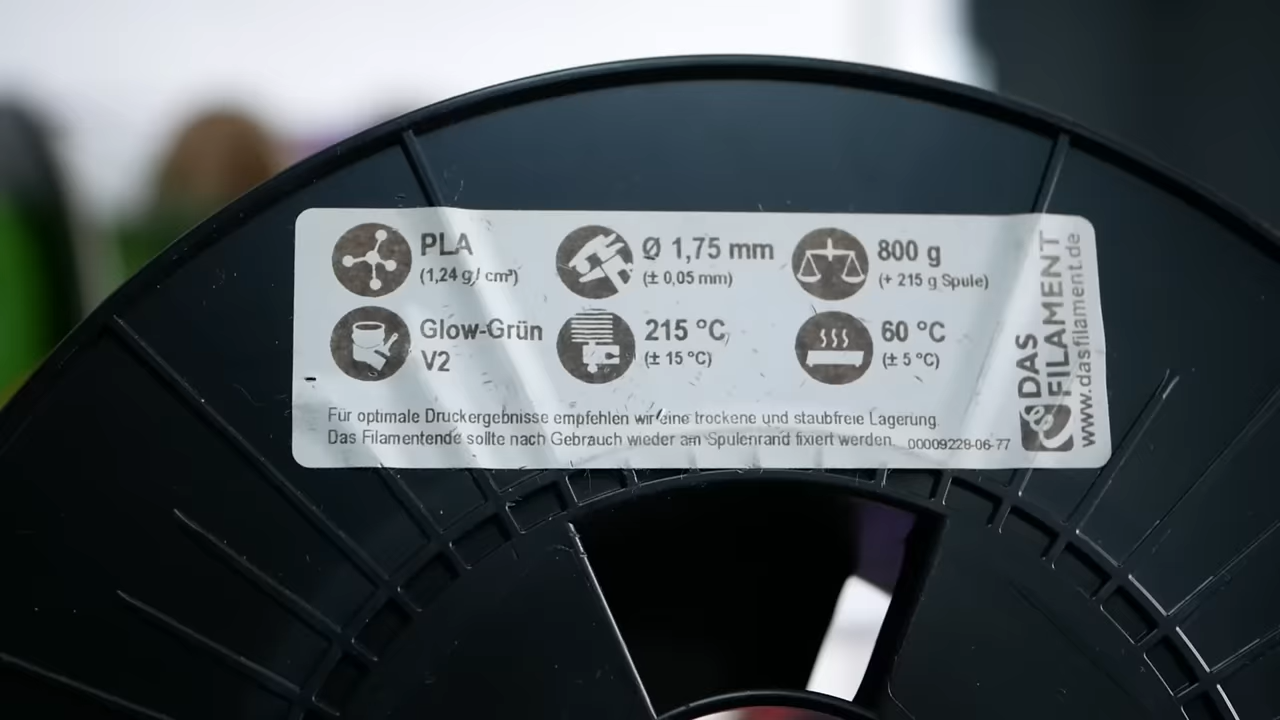 PLA
(1,24 g/ cm³)
Ø 1,75 mm
(± 0,05 mm)
800 g
(+ 215 g Spule)
Glow-Grün
V2
215 °C
(± 15 °C)
60 °C
(± 5 °C)
Für optimale Druckergebnisse empfehlen wir eine trockene und staubfreie Lagerung.
Das Filamentende sollte nach Gebrauch wieder am Spulenrand fixiert werden.
00009228-06-77
DAS
FILAMENT
www.dasfilament.de